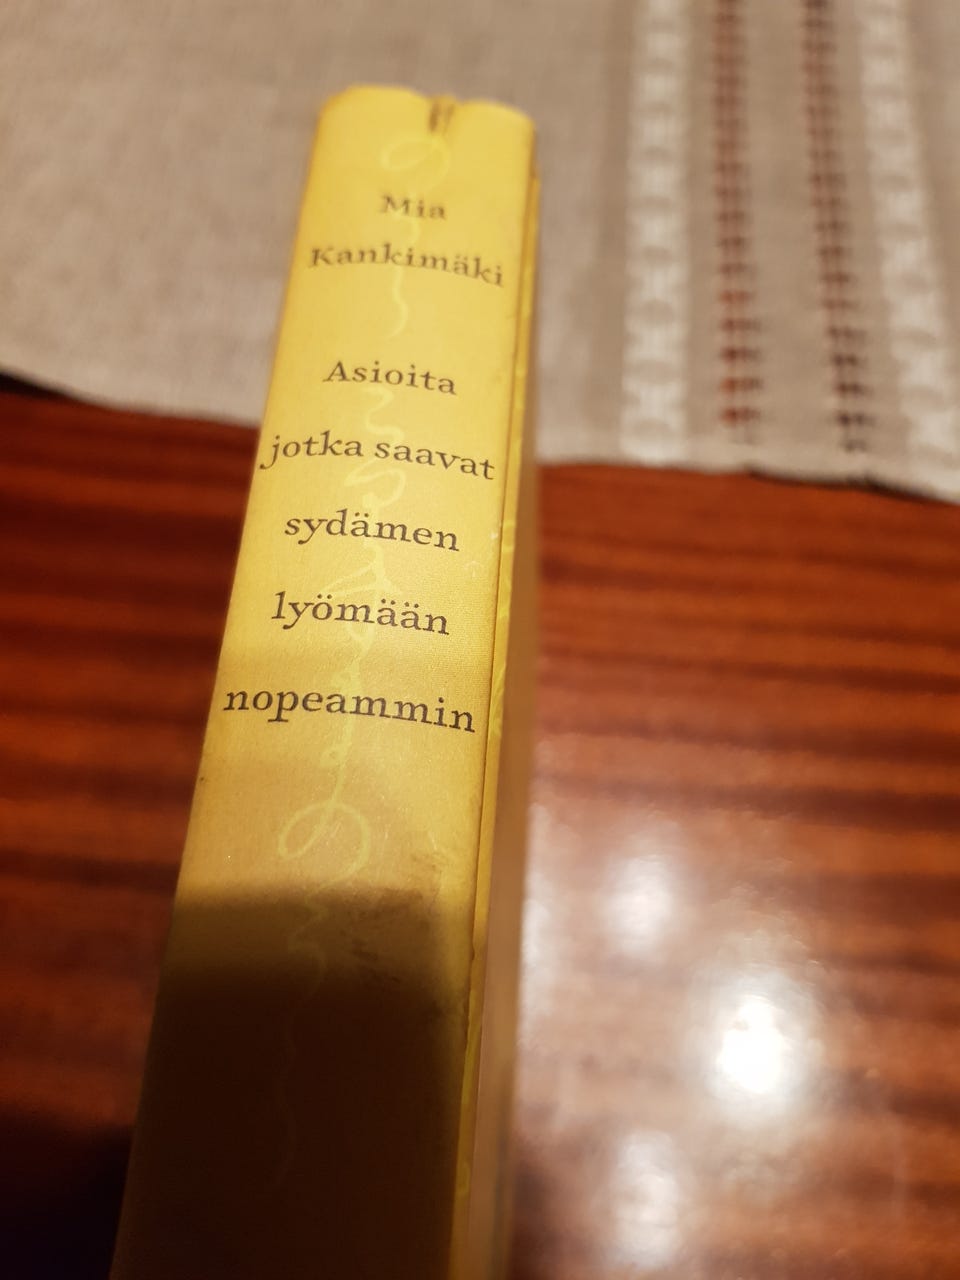 Mia
Kankimäki
Asioita
jotka saavat
sydämen
lyömään
nopeammin